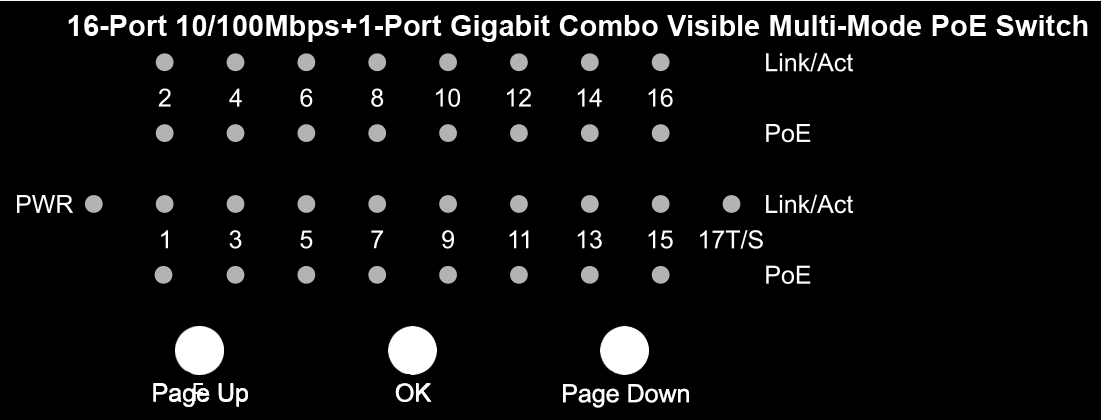 16-Port 10/100Mbps+1-Port Gigabit Combo Visible Multi-Mode PoE Switch
Link/Act
2 4 6 8 10 12 14 16
PoE
PWR Link/Act
1 3 5 7 9 11 13 15 17T/S
PoE
Page Up OK Page Down